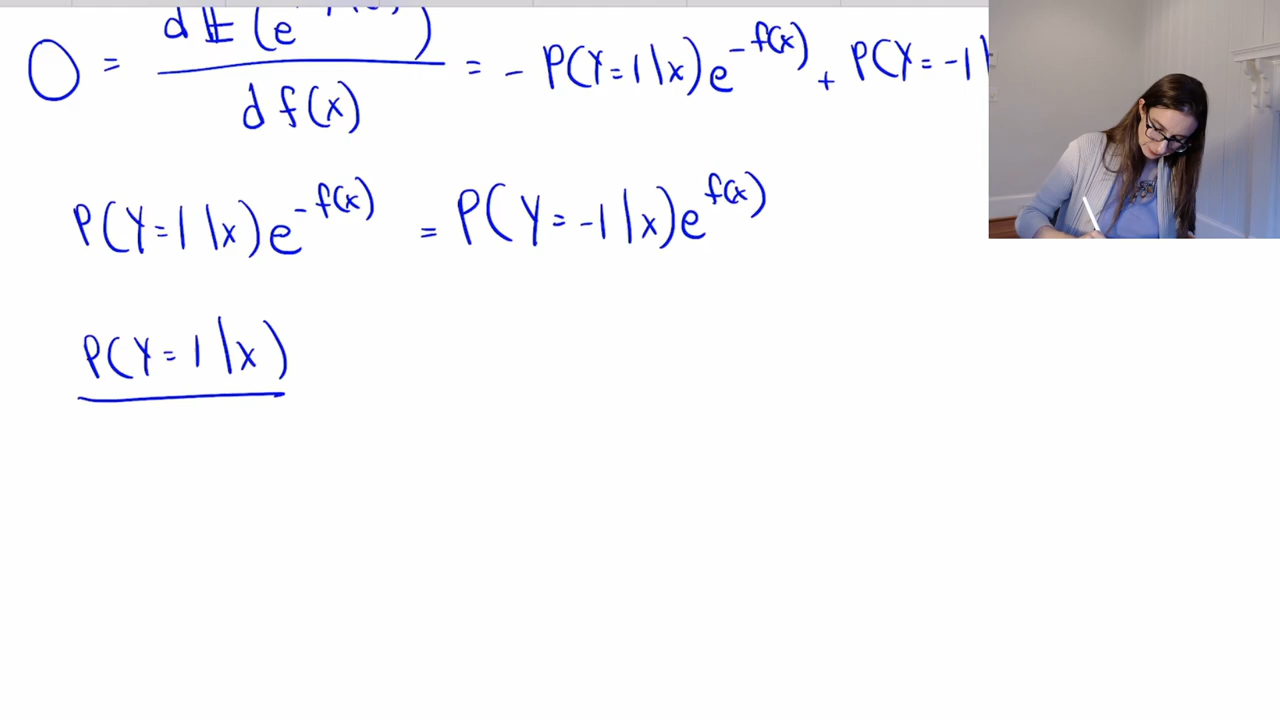 0 = d𝔼(e ) / d f(x) = - P(Y=1|x)e^{-f(x)} + P(Y=-1|
P(Y=1|x)e^{-f(x)} = P(Y=-1|x)e^{f(x)}
P(Y=1|x)